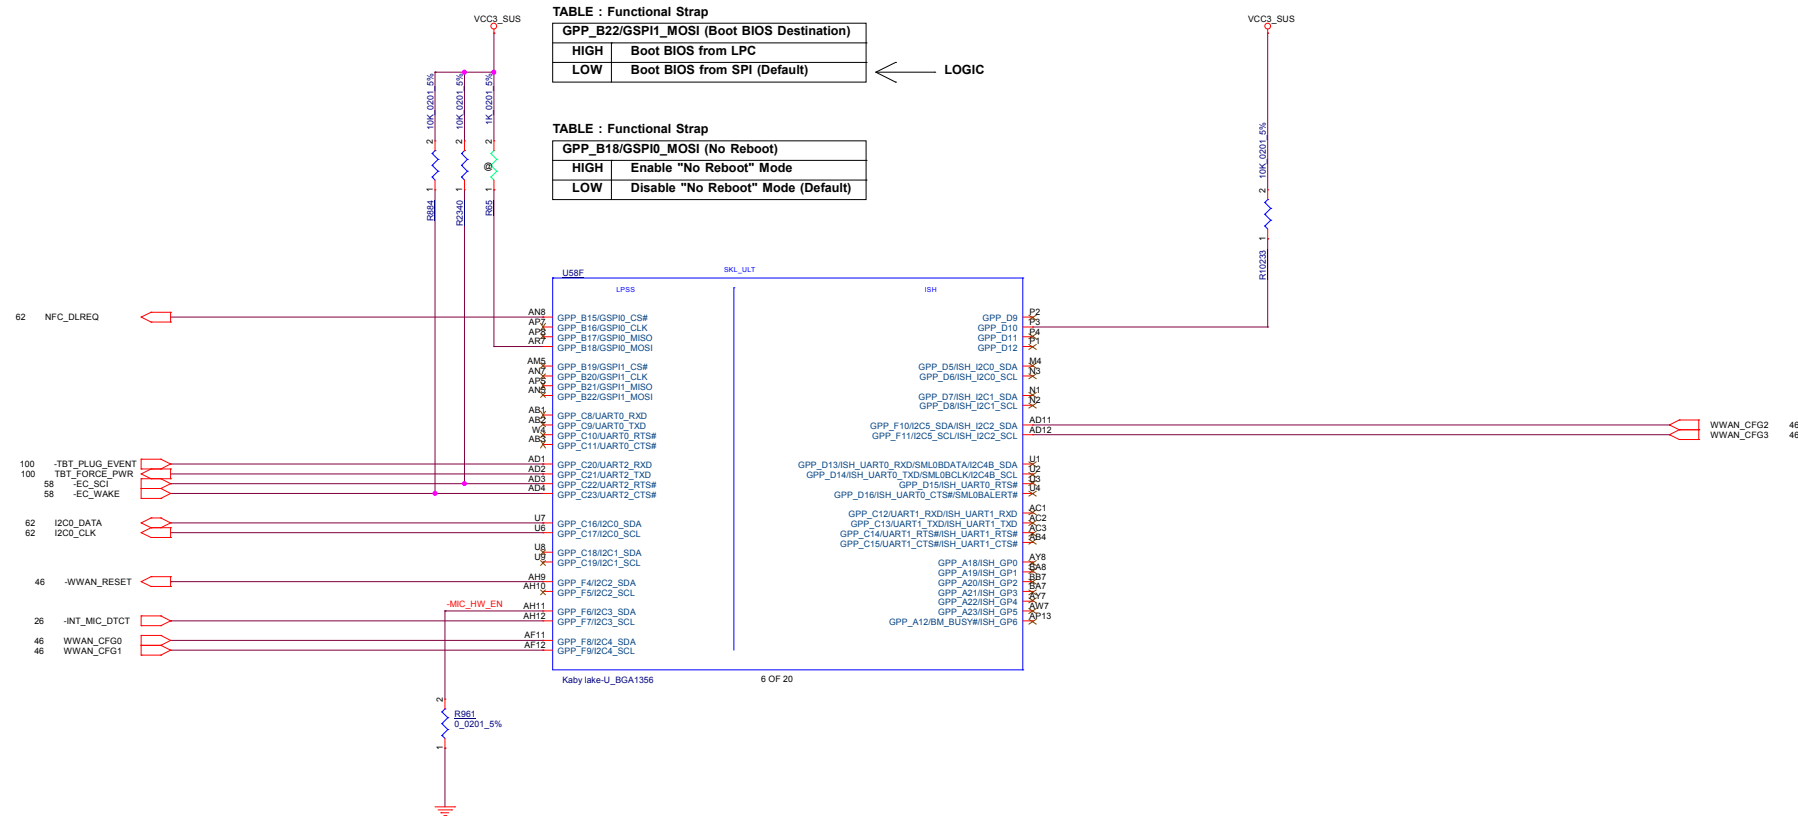 TABLE : Functional Strap
GPP_B22/GSPI1_MOSI (Boot BIOS Destination)
HIGH Boot BIOS from LPC
LOW Boot BIOS from SPI (Default)
LOGIC
TABLE : Functional Strap
GPP_B18/GSPI0_MOSI (No Reboot)
HIGH Enable "No Reboot" Mode
LOW Disable "No Reboot" Mode (Default)
VCC3_SUS
10K_0201_5%
10K_0201_5%
1K_0201_5%
2 2 2
@
1 1 1
R884
R2340
R65
VCC3_SUS
10K_0201_5%
2
1
R10233
U58F
SKL_ULT
LPSS
ISH
62 NFC_DLREQ
AN8 GPP_B15/GSPI0_CS#
AP7 GPP_B16/GSPI0_CLK
AP8 GPP_B17/GSPI0_MISO
AR7 GPP_B18/GSPI0_MOSI
AM5 GPP_B19/GSPI1_CS#
AN7 GPP_B20/GSPI1_CLK
AP5 GPP_B21/GSPI1_MISO
AN5 GPP_B22/GSPI1_MOSI
AB1 GPP_C8/UART0_RXD
AB2 GPP_C9/UART0_TXD
W4 GPP_C10/UART0_RTS#
AB3 GPP_C11/UART0_CTS#
100 -TBT_PLUG_EVENT AD1 GPP_C20/UART2_RXD
100 TBT_FORCE_PWR AD2 GPP_C21/UART2_TXD
58 -EC_SCI AD3 GPP_C22/UART2_RTS#
58 -EC_WAKE AD4 GPP_C23/UART2_CTS#
62 I2C0_DATA U7 GPP_C16/I2C0_SDA
62 I2C0_CLK U6 GPP_C17/I2C0_SCL
U8 GPP_C18/I2C1_SDA
U9 GPP_C19/I2C1_SCL
46 -WWAN_RESET AH9 GPP_F4/I2C2_SDA
AH10 GPP_F5/I2C2_SCL
-MIC_HW_EN AH11 GPP_F6/I2C3_SDA
26 -INT_MIC_DTCT AH12 GPP_F7/I2C3_SCL
46 WWAN_CFG0 AF11 GPP_F8/I2C4_SDA
46 WWAN_CFG1 AF12 GPP_F9/I2C4_SCL
GPP_D9 P2
GPP_D10 P3
GPP_D11 P4
GPP_D12 P1
GPP_D5/ISH_I2C0_SDA M4
GPP_D6/ISH_I2C0_SCL N3
GPP_D7/ISH_I2C1_SDA N1
GPP_D8/ISH_I2C1_SCL N2
GPP_F10/I2C5_SDA/ISH_I2C2_SDA AD11 WWAN_CFG2 46
GPP_F11/I2C5_SCL/ISH_I2C2_SCL AD12 WWAN_CFG3 46
GPP_D13/ISH_UART0_RXD/SML0BDATA/I2C4B_SDA U1
GPP_D14/ISH_UART0_TXD/SML0BCLK/I2C4B_SCL U2
GPP_D15/ISH_UART0_RTS# U3
GPP_D16/ISH_UART0_CTS#/SML0BALERT# U4
GPP_C12/UART1_RXD/ISH_UART1_RXD AC1
GPP_C13/UART1_TXD/ISH_UART1_TXD AC2
GPP_C14/UART1_RTS#/ISH_UART1_RTS# AC3
GPP_C15/UART1_CTS#/ISH_UART1_CTS# AB4
GPP_A18/ISH_GP0 AY8
GPP_A19/ISH_GP1 BA8
GPP_A20/ISH_GP2 BB7
GPP_A21/ISH_GP3 BA7
GPP_A22/ISH_GP4 AY7
GPP_A23/ISH_GP5 AW7
GPP_A12/BM_BUSY#/ISH_GP6 AP13
Kaby lake-U_BGA1356
6 OF 20
2
R961
0_0201_5%
1